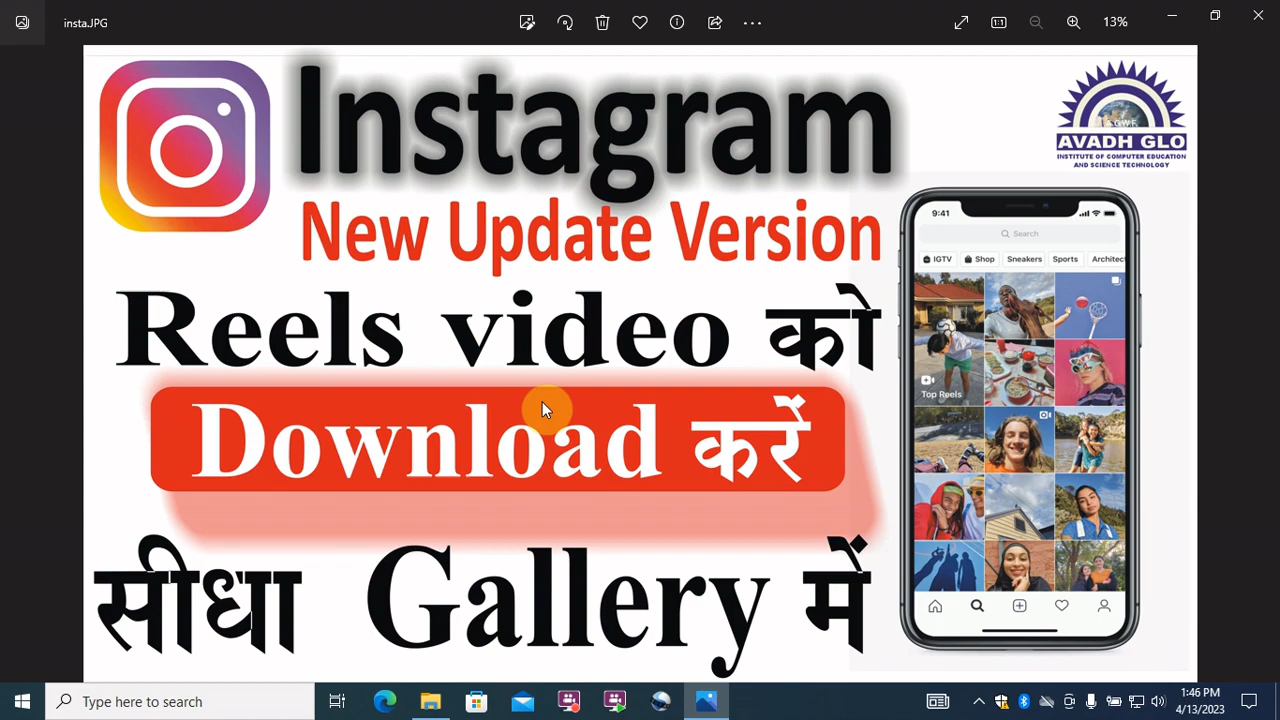 insta.JPG
13%
Instagram
New Update Version
Reels video को
Download करें
सीधा Gallery में
S.G.W.F.
AVADH GLO
INSTITUTE OF COMPUTER EDUCATION
AND SCIENCE TECHNOLOGY
9:41
Search
IGTV Shop Sneakers Sports Architect
Top Reels
Type here to search
1:46 PM
4/13/2023